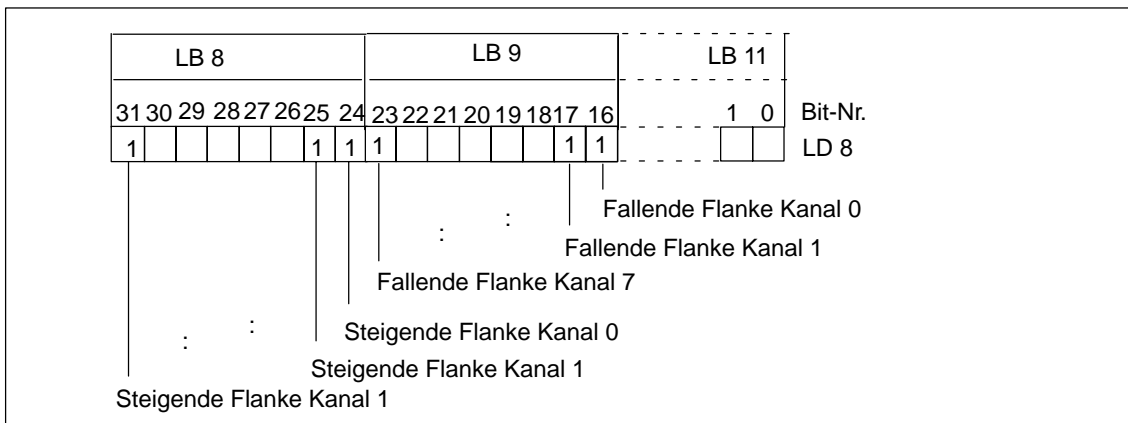 LB 8 LB 9 LB 11
31 30 29 28 27 26 25 24 23 22 21 20 19 18 17 16 1 0 Bit-Nr.
1 1 1 1 1 1 LD 8
Fallende Flanke Kanal 0
: :
Fallende Flanke Kanal 1
Fallende Flanke Kanal 7
: :
Steigende Flanke Kanal 0
Steigende Flanke Kanal 1
Steigende Flanke Kanal 1